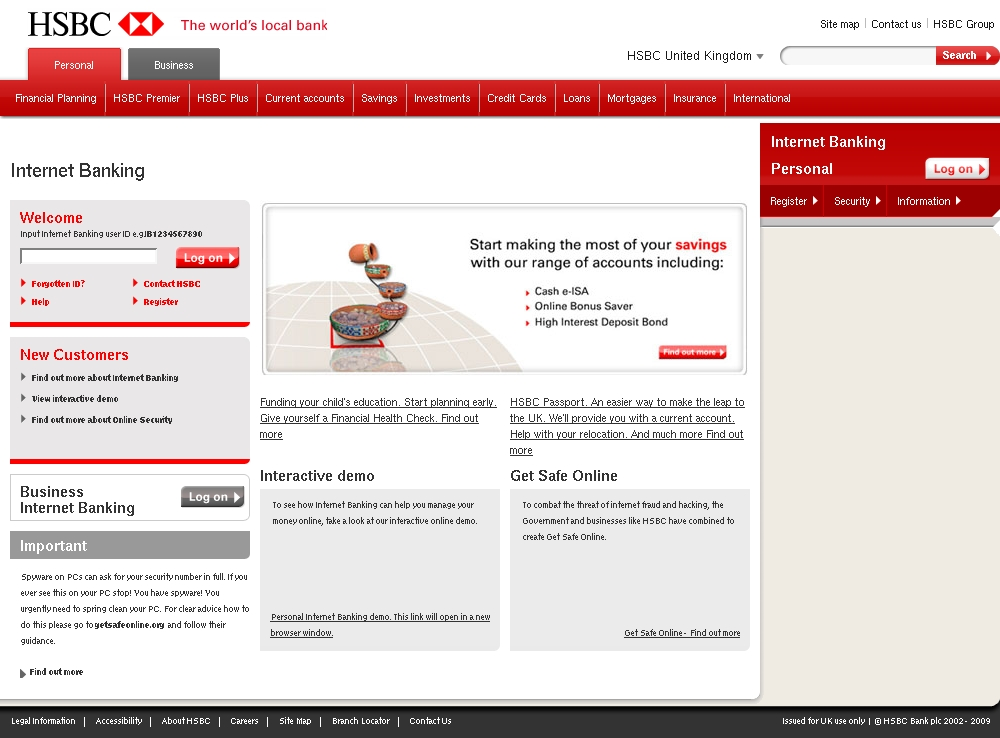 HSBC The world's local bank
Site map Contact us HSBC Group
Personal Business
HSBC United Kingdom Search
Financial Planning HSBC Premier HSBC Plus Current accounts Savings Investments Credit Cards Loans Mortgages Insurance International
Internet Banking
Personal Log on
Register Security Information
Internet Banking
Welcome
Input Internet Banking user ID e.g.IB1234567890
Log on
Forgotten ID? Contact HSBC
Help Register
New Customers
Find out more about Internet Banking
View interactive demo
Find out more about Online Security
Business
Internet Banking
Log on
Important
Spyware on PCs can ask for your security number in full. If you
ever see this on your PC stop! You have spyware! You
urgently need to spring clean your PC. For clear advice how to
do this please go to getsafeonline.org and follow their
guidance.
Find out more
Start making the most of your savings
with our range of accounts including:
Cash e-ISA
Online Bonus Saver
High Interest Deposit Bond
Find out more
Funding your child's education. Start planning early.
Give yourself a Financial Health Check. Find out
more
HSBC Passport. An easier way to make the leap to
the UK. We'll provide you with a current account.
Help with your relocation. And much more Find out
more
Interactive demo
To see how Internet Banking can help you manage your
money online, take a look at our interactive online demo.
Personal Internet Banking demo. This link will open in a new
browser window.
Get Safe Online
To combat the threat of internet fraud and hacking, the
Government and businesses like HSBC have combined to
create Get Safe Online.
Get Safe Online - Find out more
Legal Information | Accessibility | About HSBC | Careers | Site Map | Branch Locator | Contact Us
Issued for UK use only | © HSBC Bank plc 2002 - 2009